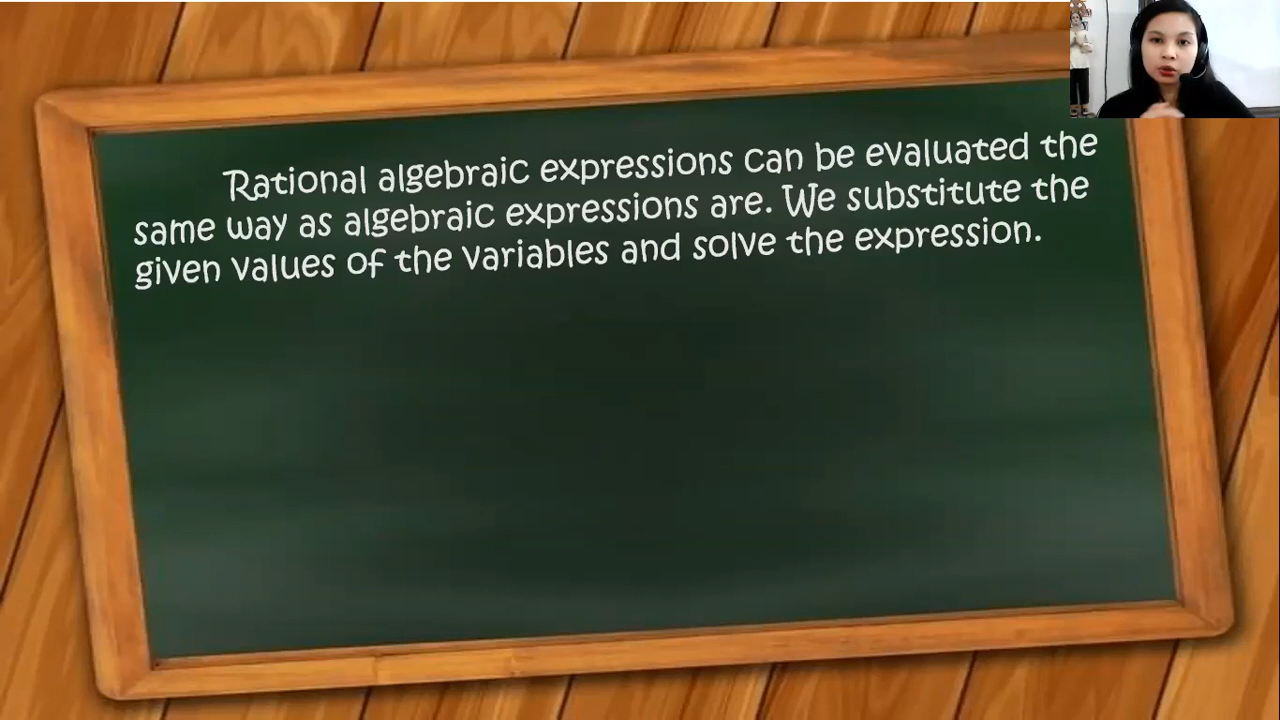 Rational algebraic expressions can be evaluated the
same way as algebraic expressions are. We substitute the
given values of the variables and solve the expression.